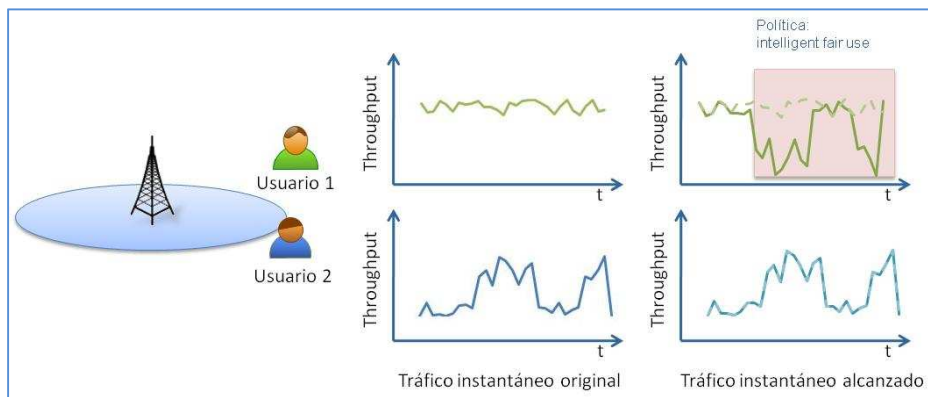 Política:
intelligent fair use
Throughput
t
Throughput
t
Usuario 1
Usuario 2
Throughput
t
Throughput
t
Tráfico instantáneo original
Tráfico instantáneo alcanzado